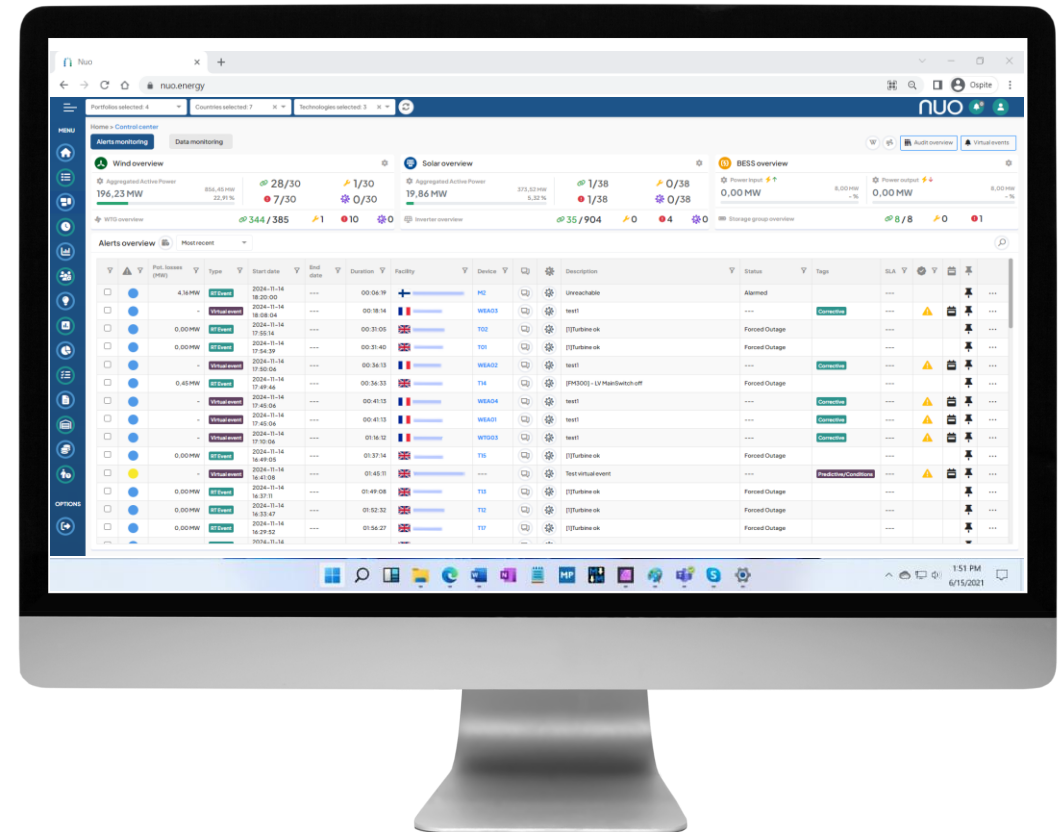 Nuo
nuo.energy
Ospite
Portfolios selected: 4
Countries selected: 7
Technologies selected: 3
nuo
MENU
Home > Control center
Alerts monitoring
Data monitoring
Audit overview
Virtual events
Wind overview
Solar overview
BESS overview
Aggregated Active Power
196,23 MW
856,45 MW
22,91 %
28/30
1/30
7/30
0/30
Aggregated Active Power
19,86 MW
373,52 MW
5,32 %
1/38
0/38
1/38
0/38
Power input
0,00 MW
8,00 MW
- %
Power output
0,00 MW
8,00 MW
- %
WTG overview
344 / 385
1
10
0
Inverter overview
35 / 904
0
4
0
Storage group overview
8 / 8
0
1
Alerts overview
Most recent
Pot. losses (MW) Type Start date End date Duration Facility Device Description Status Tags SLA
4,16 MW RT Event 2024-11-14 18:20:00 --- 00:06:19 M2 Unreachable Alarmed --- ...
- Virtual event 2024-11-14 18:08:04 --- 00:18:14 WEA03 test1 --- Corrective --- ...
0,00 MW RT Event 2024-11-14 17:55:14 --- 00:31:05 T02 [1]Turbine ok Forced Outage --- ...
0,00 MW RT Event 2024-11-14 17:54:39 --- 00:31:40 T01 [1]Turbine ok Forced Outage --- ...
- Virtual event 2024-11-14 17:50:06 --- 00:36:13 WEA02 test1 --- Corrective --- ...
0,45 MW RT Event 2024-11-14 17:49:46 --- 00:36:33 T14 [FM300] - LV MainSwitch off Forced Outage --- ...
- Virtual event 2024-11-14 17:45:06 --- 00:41:13 WEA04 test1 --- Corrective --- ...
- Virtual event 2024-11-14 17:45:06 --- 00:41:13 WEA01 test1 --- Corrective --- ...
- Virtual event 2024-11-14 17:10:06 --- 01:16:12 WTG03 test1 --- Corrective --- ...
0,00 MW RT Event 2024-11-14 16:49:05 --- 01:37:14 T15 [1]Turbine ok Forced Outage --- ...
- Virtual event 2024-11-14 16:41:08 --- 01:45:11 --- Test virtual event --- Predictive/Conditions --- ...
0,00 MW RT Event 2024-11-14 16:37:11 --- 01:49:08 T13 [1]Turbine ok Forced Outage --- ...
0,00 MW RT Event 2024-11-14 16:33:47 --- 01:52:32 T12 [1]Turbine ok Forced Outage --- ...
0,00 MW RT Event 2024-11-14 16:29:52 --- 01:56:27 T17 [1]Turbine ok Forced Outage --- ...
2024-11-14
OPTIONS
MP
1:51 PM
6/15/2021